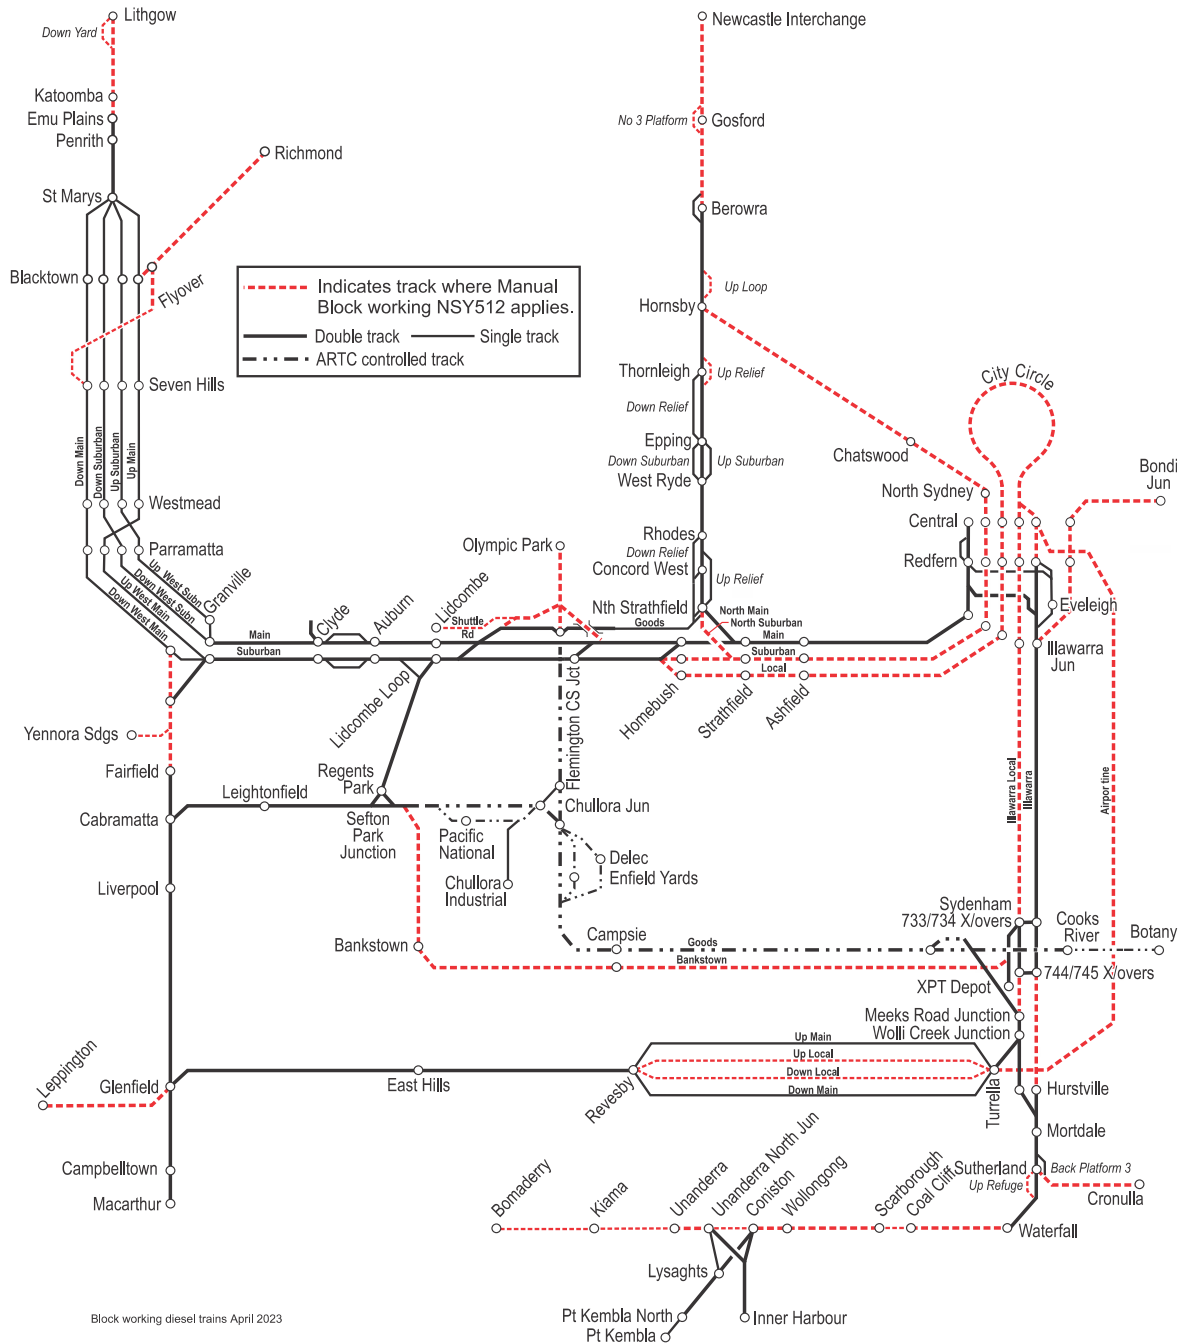 Lithgow
Down Yard
Katoomba
Emu Plains
Penrith
St Marys
Richmond
Blacktown
Flyover
Seven Hills
Down Main
Down Suburban
Up Suburban
Up Main
Westmead
Parramatta
Up West Subn
Down West Subn
Up West Main
Down West Main
Granville
Newcastle Interchange
No 3 Platform
Gosford
Berowra
Up Loop
Hornsby
Thornleigh
Up Relief
Down Relief
Epping
Down Suburban
Up Suburban
West Ryde
Rhodes
Down Relief
Concord West
Up Relief
Nth Strathfield
Indicates track where Manual
Block working NSY512 applies.
Double track
Single track
ARTC controlled track
City Circle
Chatswood
North Sydney
Bondi
Jun
Central
Redfern
Eveleigh
Illawarra
Jun
Olympic Park
Lidcombe
Shuttle
Rd
Goods
North Main
North Suburban
Main
Suburban
Local
Main
Suburban
Clyde
Auburn
Lidcombe Loop
Flemington CS Jct
Homebush
Strathfield
Ashfield
Yennora Sdgs
Fairfield
Cabramatta
Leightonfield
Regents
Park
Sefton
Park
Junction
Pacific
National
Chullora Jun
Chullora
Industrial
Delec
Enfield Yards
Liverpool
Bankstown
Campsie
Goods
Bankstown
Illawarra Local
Illawarra
Airpor tine
Sydenham
733/734 X/overs
Cooks
River
Botany
744/745 X/overs
XPT Depot
Meeks Road Junction
Wolli Creek Junction
Up Main
Up Local
Down Local
Down Main
Leppington
Glenfield
East Hills
Revesby
Turrella
Hurstville
Mortdale
Campbelltown
Macarthur
Sutherland
Back Platform 3
Up Refuge
Cronulla
Bomaderry
Kiama
Unanderra
Unanderra North Jun
Coniston
Wollongong
Scarborough
Coal Cliff
Waterfall
Lysaghts
Pt Kembla North
Inner Harbour
Pt Kembla
Block working diesel trains April 2023